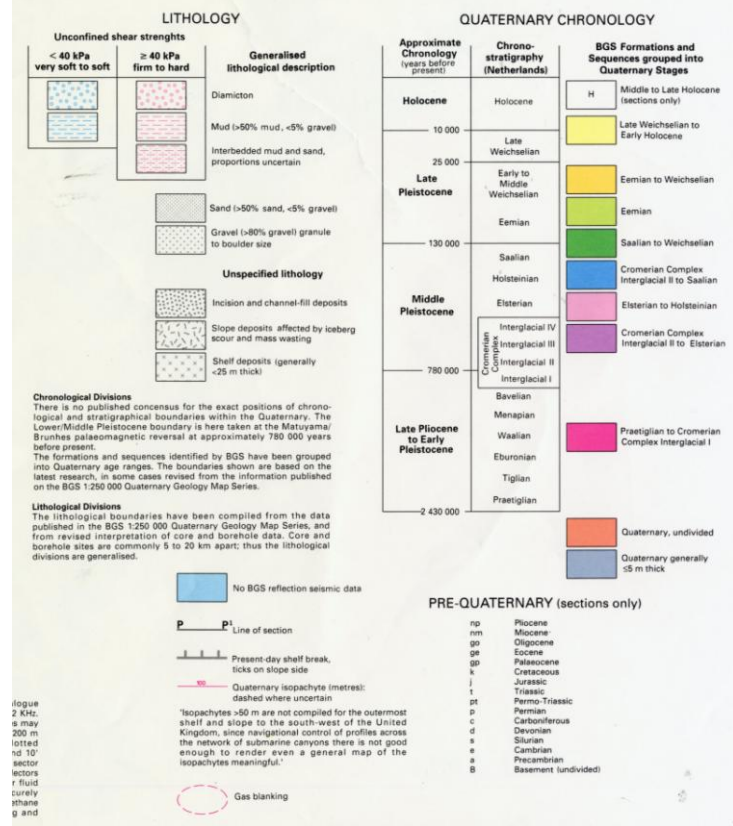 LITHOLOGY
Unconfined shear strenghts
< 40 kPa
very soft to soft
≥ 40 kPa
firm to hard
Generalised
lithological description
Diamicton
Mud (>50% mud, <5% gravel)
Interbedded mud and sand,
proportions uncertain
Sand (>50% sand, <5% gravel)
Gravel (>80% gravel) granule
to boulder size
Unspecified lithology
Incision and channel-fill deposits
Slope deposits affected by iceberg
scour and mass wasting
Shelf deposits (generally
<25 m thick)
Chronological Divisions
There is no published concensus for the exact positions of chrono-
logical and stratigraphical boundaries within the Quaternary. The
Lower/Middle Pleistocene boundary is here taken at the Matuyama/
Brunhes palaeomagnetic reversal at approximately 780 000 years
before present.
The formations and sequences identified by BGS have been grouped
into Quaternary age ranges. The boundaries shown are based on the
latest research, in some cases revised from the information published
on the BGS 1:250 000 Quaternary Geology Map Series.
Lithological Divisions
The lithological boundaries have been compiled from the data
published in the BGS 1:250 000 Quaternary Geology Map Series, and
from revised interpretation of core and borehole data. Core and
borehole sites are commonly 5 to 20 km apart; thus the lithological
divisions are generalised.
No BGS reflection seismic data
P P¹
Line of section
Present-day shelf break,
ticks on slope side
100
Quaternary isopachyte (metres):
dashed where uncertain
'Isopachytes >50 m are not compiled for the outermost
shelf and slope to the south-west of the United
Kingdom, since navigational control of profiles across
the network of submarine canyons there is not good
enough to render even a general map of the
isopachytes meaningful.'
Gas blanking
alogue
2 KHz.
s may
200 m
lotted
nd 10'
sector
lectors
r fluid
curely
ethane
g and
QUATERNARY CHRONOLOGY
Approximate
Chronology
(years before
present)
Chrono-
stratigraphy
(Netherlands)
BGS Formations and
Sequences grouped into
Quaternary Stages
Holocene
10 000
25 000
Late
Pleistocene
130 000
Middle
Pleistocene
780 000
Late Pliocene
to Early
Pleistocene
2 430 000
Holocene
Late
Weichselian
Early to
Middle
Weichselian
Eemian
Saalian
Holsteinian
Elsterian
Cromerian
Complex
Interglacial IV
Interglacial III
Interglacial II
Interglacial I
Bavelian
Menapian
Waalian
Eburonian
Tiglian
Praetiglian
H
Middle to Late Holocene
(sections only)
Late Weichselian to
Early Holocene
Eemian to Weichselian
Eemian
Saalian to Weichselian
Cromerian Complex
Interglacial II to Saalian
Elsterian to Holsteinian
Cromerian Complex
Interglacial II to Elsterian
Praetiglian to Cromerian
Complex Interglacial I
Quaternary, undivided
Quaternary generally
≤5 m thick
PRE-QUATERNARY (sections only)
np Pliocene
nm Miocene
go Oligocene
ge Eocene
gp Palaeocene
k Cretaceous
j Jurassic
t Triassic
pt Permo-Triassic
p Permian
c Carboniferous
d Devonian
s Silurian
e Cambrian
a Precambrian
B Basement (undivided)